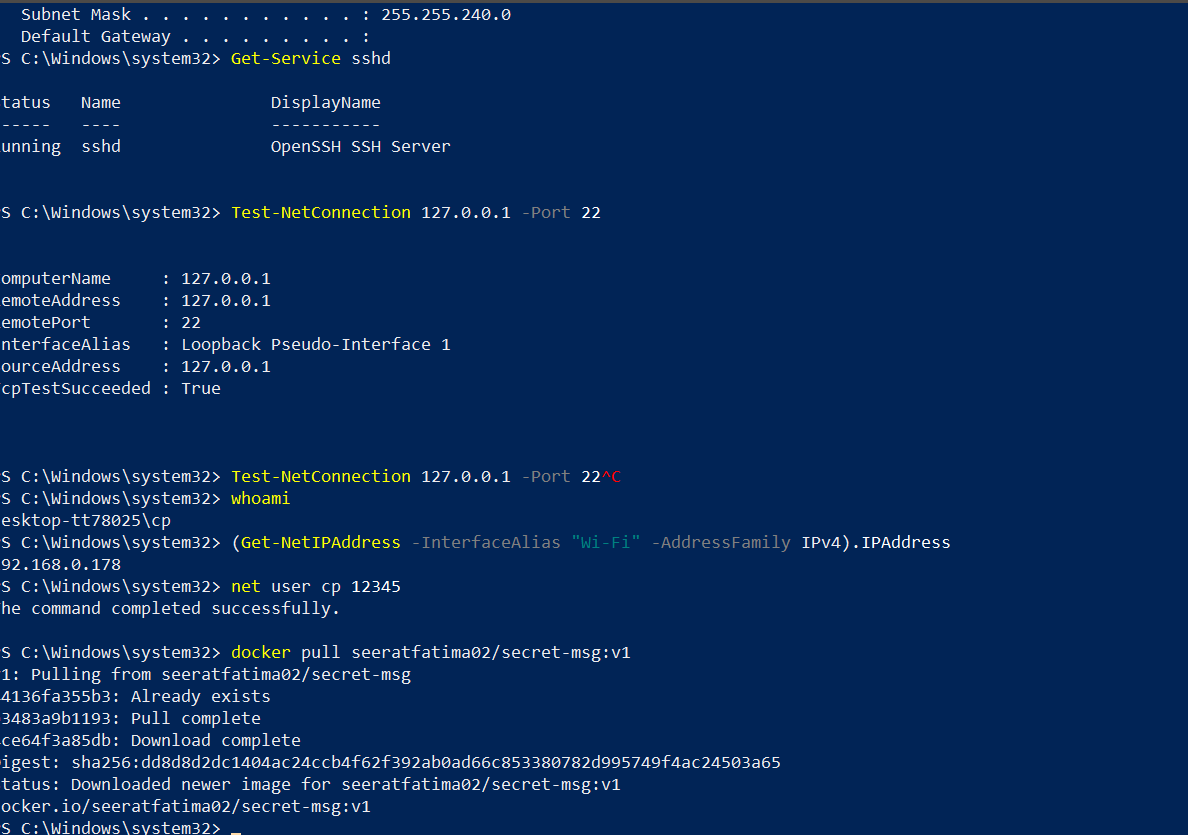 Subnet Mask . . . . . . . . . . . : 255.255.240.0
Default Gateway . . . . . . . . . :
S C:\Windows\system32> Get-Service sshd
tatus   Name               DisplayName
-----   ----               -----------
unning  sshd               OpenSSH SSH Server
S C:\Windows\system32> Test-NetConnection 127.0.0.1 -Port 22
omputerName     : 127.0.0.1
emoteAddress    : 127.0.0.1
emotePort       : 22
nterfaceAlias   : Loopback Pseudo-Interface 1
ourceAddress    : 127.0.0.1
cpTestSucceeded : True
S C:\Windows\system32> Test-NetConnection 127.0.0.1 -Port 22^C
S C:\Windows\system32> whoami
esktop-tt78025\cp
S C:\Windows\system32> (Get-NetIPAddress -InterfaceAlias "Wi-Fi" -AddressFamily IPv4).IPAddress
92.168.0.178
S C:\Windows\system32> net user cp 12345
he command completed successfully.
S C:\Windows\system32> docker pull seeratfatima02/secret-msg:v1
1: Pulling from seeratfatima02/secret-msg
4136fa355b3: Already exists
3483a9b1193: Pull complete
ce64f3a85db: Download complete
igest: sha256:dd8d8d2dc1404ac24ccb4f62f392ab0ad66c853380782d995749f4ac24503a65
tatus: Downloaded newer image for seeratfatima02/secret-msg:v1
ocker.io/seeratfatima02/secret-msg:v1
S C:\Windows\system32> _